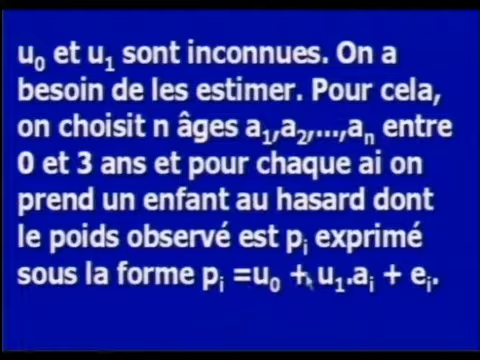 u₀ et u₁ sont inconnues. On a
besoin de les estimer. Pour cela,
on choisit n âges a₁,a₂,...,aₙ entre
0 et 3 ans et pour chaque ai on
prend un enfant au hasard dont
le poids observé est pᵢ exprimé
sous la forme pᵢ =u₀ + u₁.aᵢ + eᵢ.